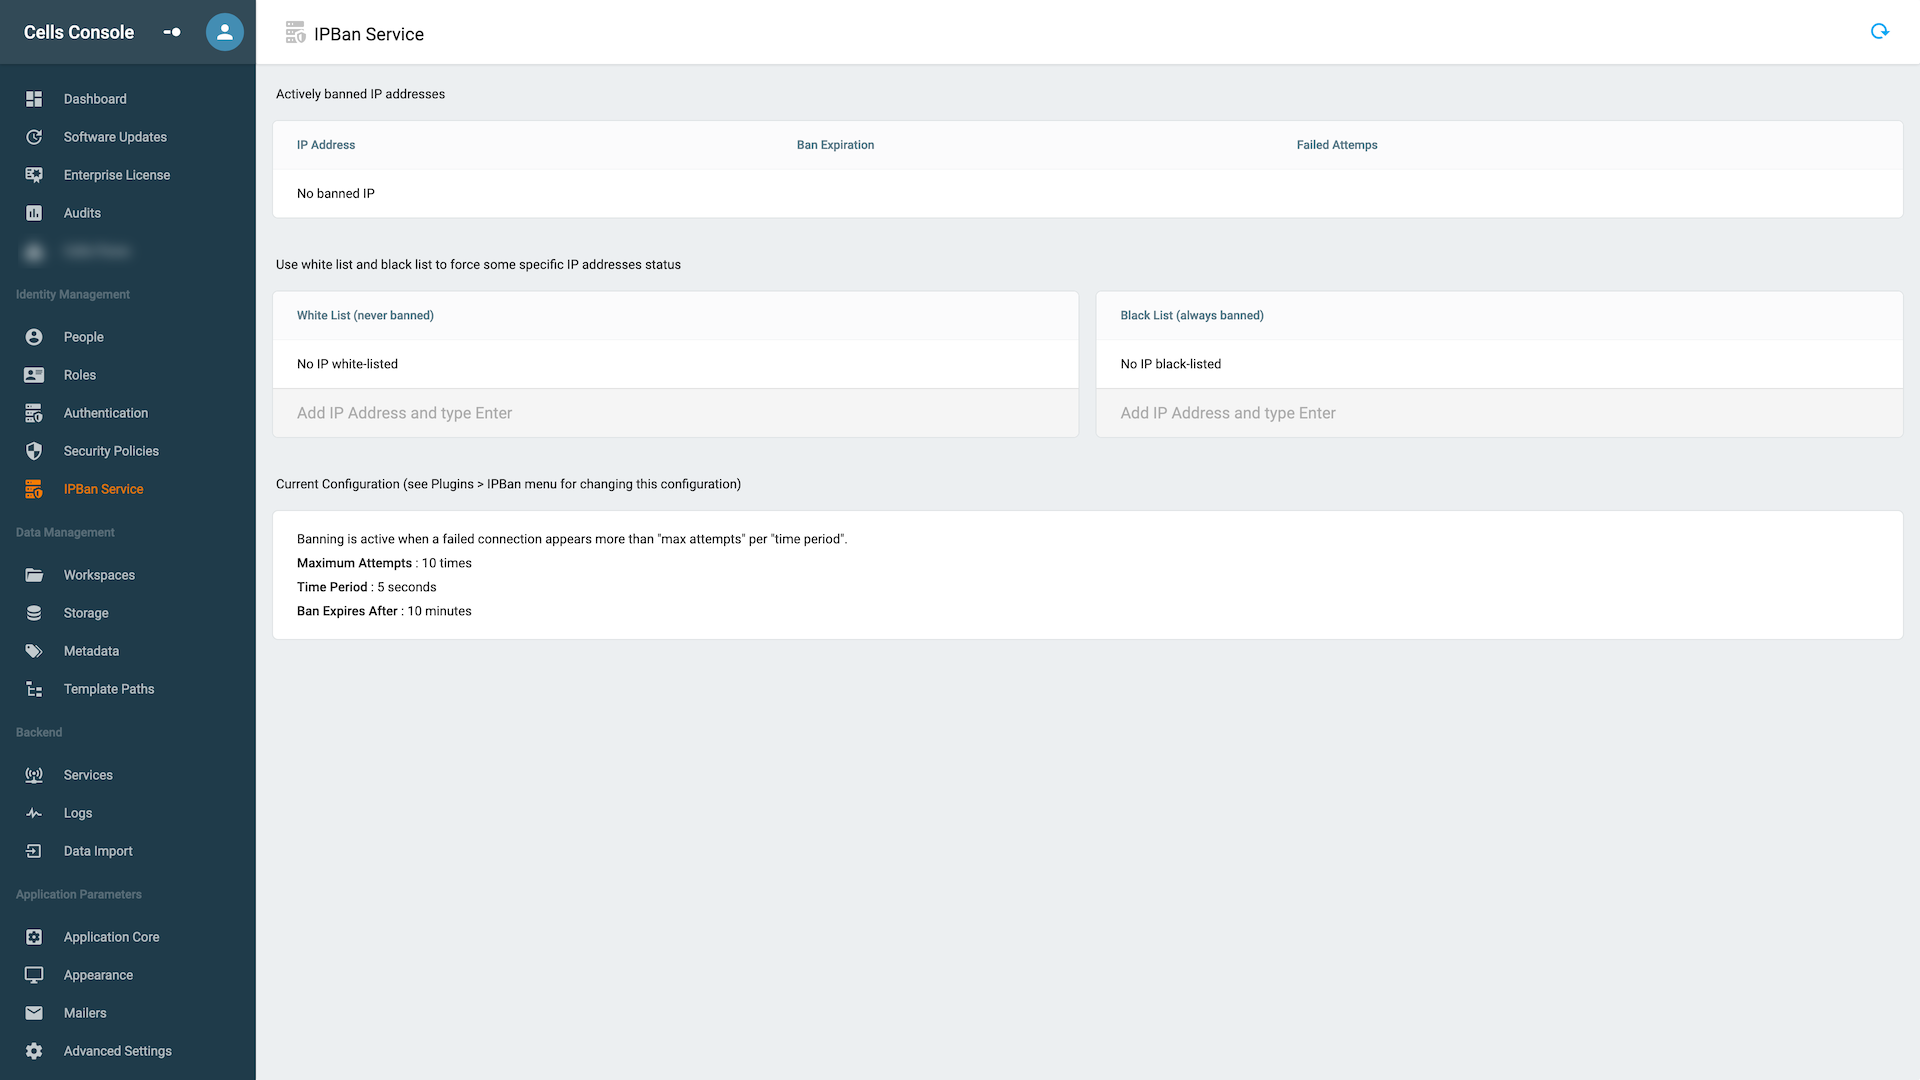 Cells Console
Dashboard
Software Updates
Enterprise License
Audits
Identity Management
People
Roles
Authentication
Security Policies
IPBan Service
Data Management
Workspaces
Storage
Metadata
Template Paths
Backend
Services
Logs
Data Import
Application Parameters
Application Core
Appearance
Mailers
Advanced Settings
IPBan Service
Actively banned IP addresses
IP Address Ban Expiration Failed Attemps
No banned IP
Use white list and black list to force some specific IP addresses status
White List (never banned)
No IP white-listed
Add IP Address and type Enter
Black List (always banned)
No IP black-listed
Add IP Address and type Enter
Current Configuration (see Plugins > IPBan menu for changing this configuration)
Banning is active when a failed connection appears more than "max attempts" per "time period".
Maximum Attempts : 10 times
Time Period : 5 seconds
Ban Expires After : 10 minutes